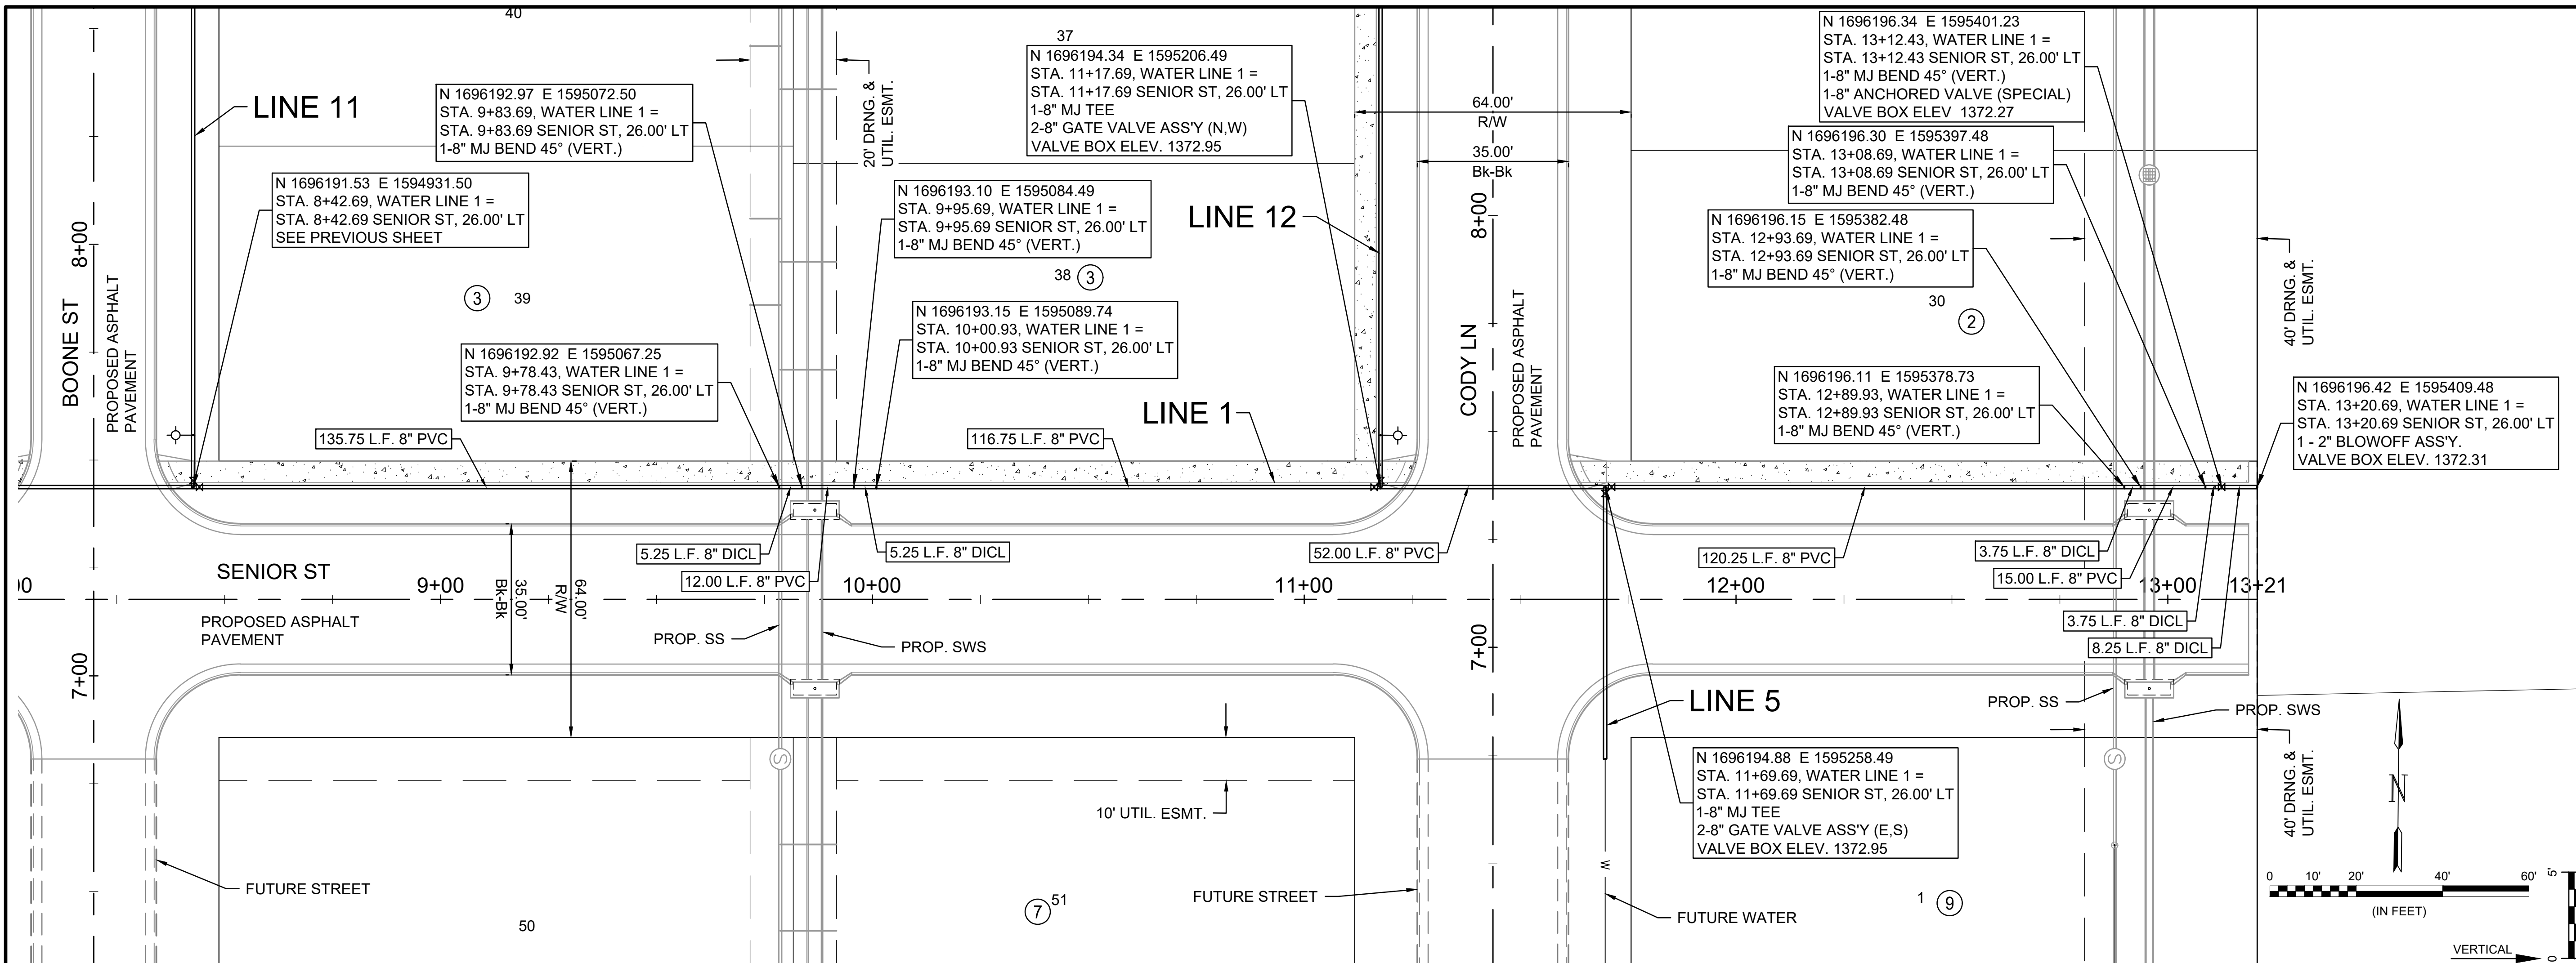 40
37
LINE 11
N 1696192.97 E 1595072.50
STA. 9+83.69, WATER LINE 1 =
STA. 9+83.69 SENIOR ST, 26.00' LT
1-8" MJ BEND 45° (VERT.)
20' DRNG. &
UTIL. ESMT.
N 1696194.34 E 1595206.49
STA. 11+17.69, WATER LINE 1 =
STA. 11+17.69 SENIOR ST, 26.00' LT
1-8" MJ TEE
2-8" GATE VALVE ASS'Y (N,W)
VALVE BOX ELEV. 1372.95
64.00'
R/W
35.00'
Bk-Bk
N 1696196.34 E 1595401.23
STA. 13+12.43, WATER LINE 1 =
STA. 13+12.43 SENIOR ST, 26.00' LT
1-8" MJ BEND 45° (VERT.)
1-8" ANCHORED VALVE (SPECIAL)
VALVE BOX ELEV 1372.27
N 1696196.30 E 1595397.48
STA. 13+08.69, WATER LINE 1 =
STA. 13+08.69 SENIOR ST, 26.00' LT
1-8" MJ BEND 45° (VERT.)
N 1696191.53 E 1594931.50
STA. 8+42.69, WATER LINE 1 =
STA. 8+42.69 SENIOR ST, 26.00' LT
SEE PREVIOUS SHEET
N 1696193.10 E 1595084.49
STA. 9+95.69, WATER LINE 1 =
STA. 9+95.69 SENIOR ST, 26.00' LT
1-8" MJ BEND 45° (VERT.)
LINE 12
8+00
N 1696196.15 E 1595382.48
STA. 12+93.69, WATER LINE 1 =
STA. 12+93.69 SENIOR ST, 26.00' LT
1-8" MJ BEND 45° (VERT.)
8+00
BOONE ST
PROPOSED ASPHALT
PAVEMENT
3
39
38
3
30
2
40' DRNG. &
UTIL. ESMT.
N 1696193.15 E 1595089.74
STA. 10+00.93, WATER LINE 1 =
STA. 10+00.93 SENIOR ST, 26.00' LT
1-8" MJ BEND 45° (VERT.)
CODY LN
PROPOSED ASPHALT
PAVEMENT
N 1696192.92 E 1595067.25
STA. 9+78.43, WATER LINE 1 =
STA. 9+78.43 SENIOR ST, 26.00' LT
1-8" MJ BEND 45° (VERT.)
N 1696196.11 E 1595378.73
STA. 12+89.93, WATER LINE 1 =
STA. 12+89.93 SENIOR ST, 26.00' LT
1-8" MJ BEND 45° (VERT.)
N 1696196.42 E 1595409.48
STA. 13+20.69, WATER LINE 1 =
STA. 13+20.69 SENIOR ST, 26.00' LT
1 - 2" BLOWOFF ASS'Y.
VALVE BOX ELEV. 1372.31
LINE 1
135.75 L.F. 8" PVC
116.75 L.F. 8" PVC
5.25 L.F. 8" DICL
5.25 L.F. 8" DICL
52.00 L.F. 8" PVC
120.25 L.F. 8" PVC
3.75 L.F. 8" DICL
12.00 L.F. 8" PVC
15.00 L.F. 8" PVC
SENIOR ST
9+00
10+00
11+00
12+00
13+00
13+21
35.00'
Bk-Bk
64.00'
R/W
PROPOSED ASPHALT
PAVEMENT
3.75 L.F. 8" DICL
8.25 L.F. 8" DICL
PROP. SS
PROP. SWS
7+00
7+00
LINE 5
PROP. SS
PROP. SWS
S
S
N 1696194.88 E 1595258.49
STA. 11+69.69, WATER LINE 1 =
STA. 11+69.69 SENIOR ST, 26.00' LT
1-8" MJ TEE
2-8" GATE VALVE ASS'Y (E,S)
VALVE BOX ELEV. 1372.95
40' DRNG. &
UTIL. ESMT.
N
10' UTIL. ESMT.
W
FUTURE STREET
FUTURE STREET
FUTURE WATER
50
7
51
1
9
0 10' 20' 40' 60'
(IN FEET)
5'
0
VERTICAL